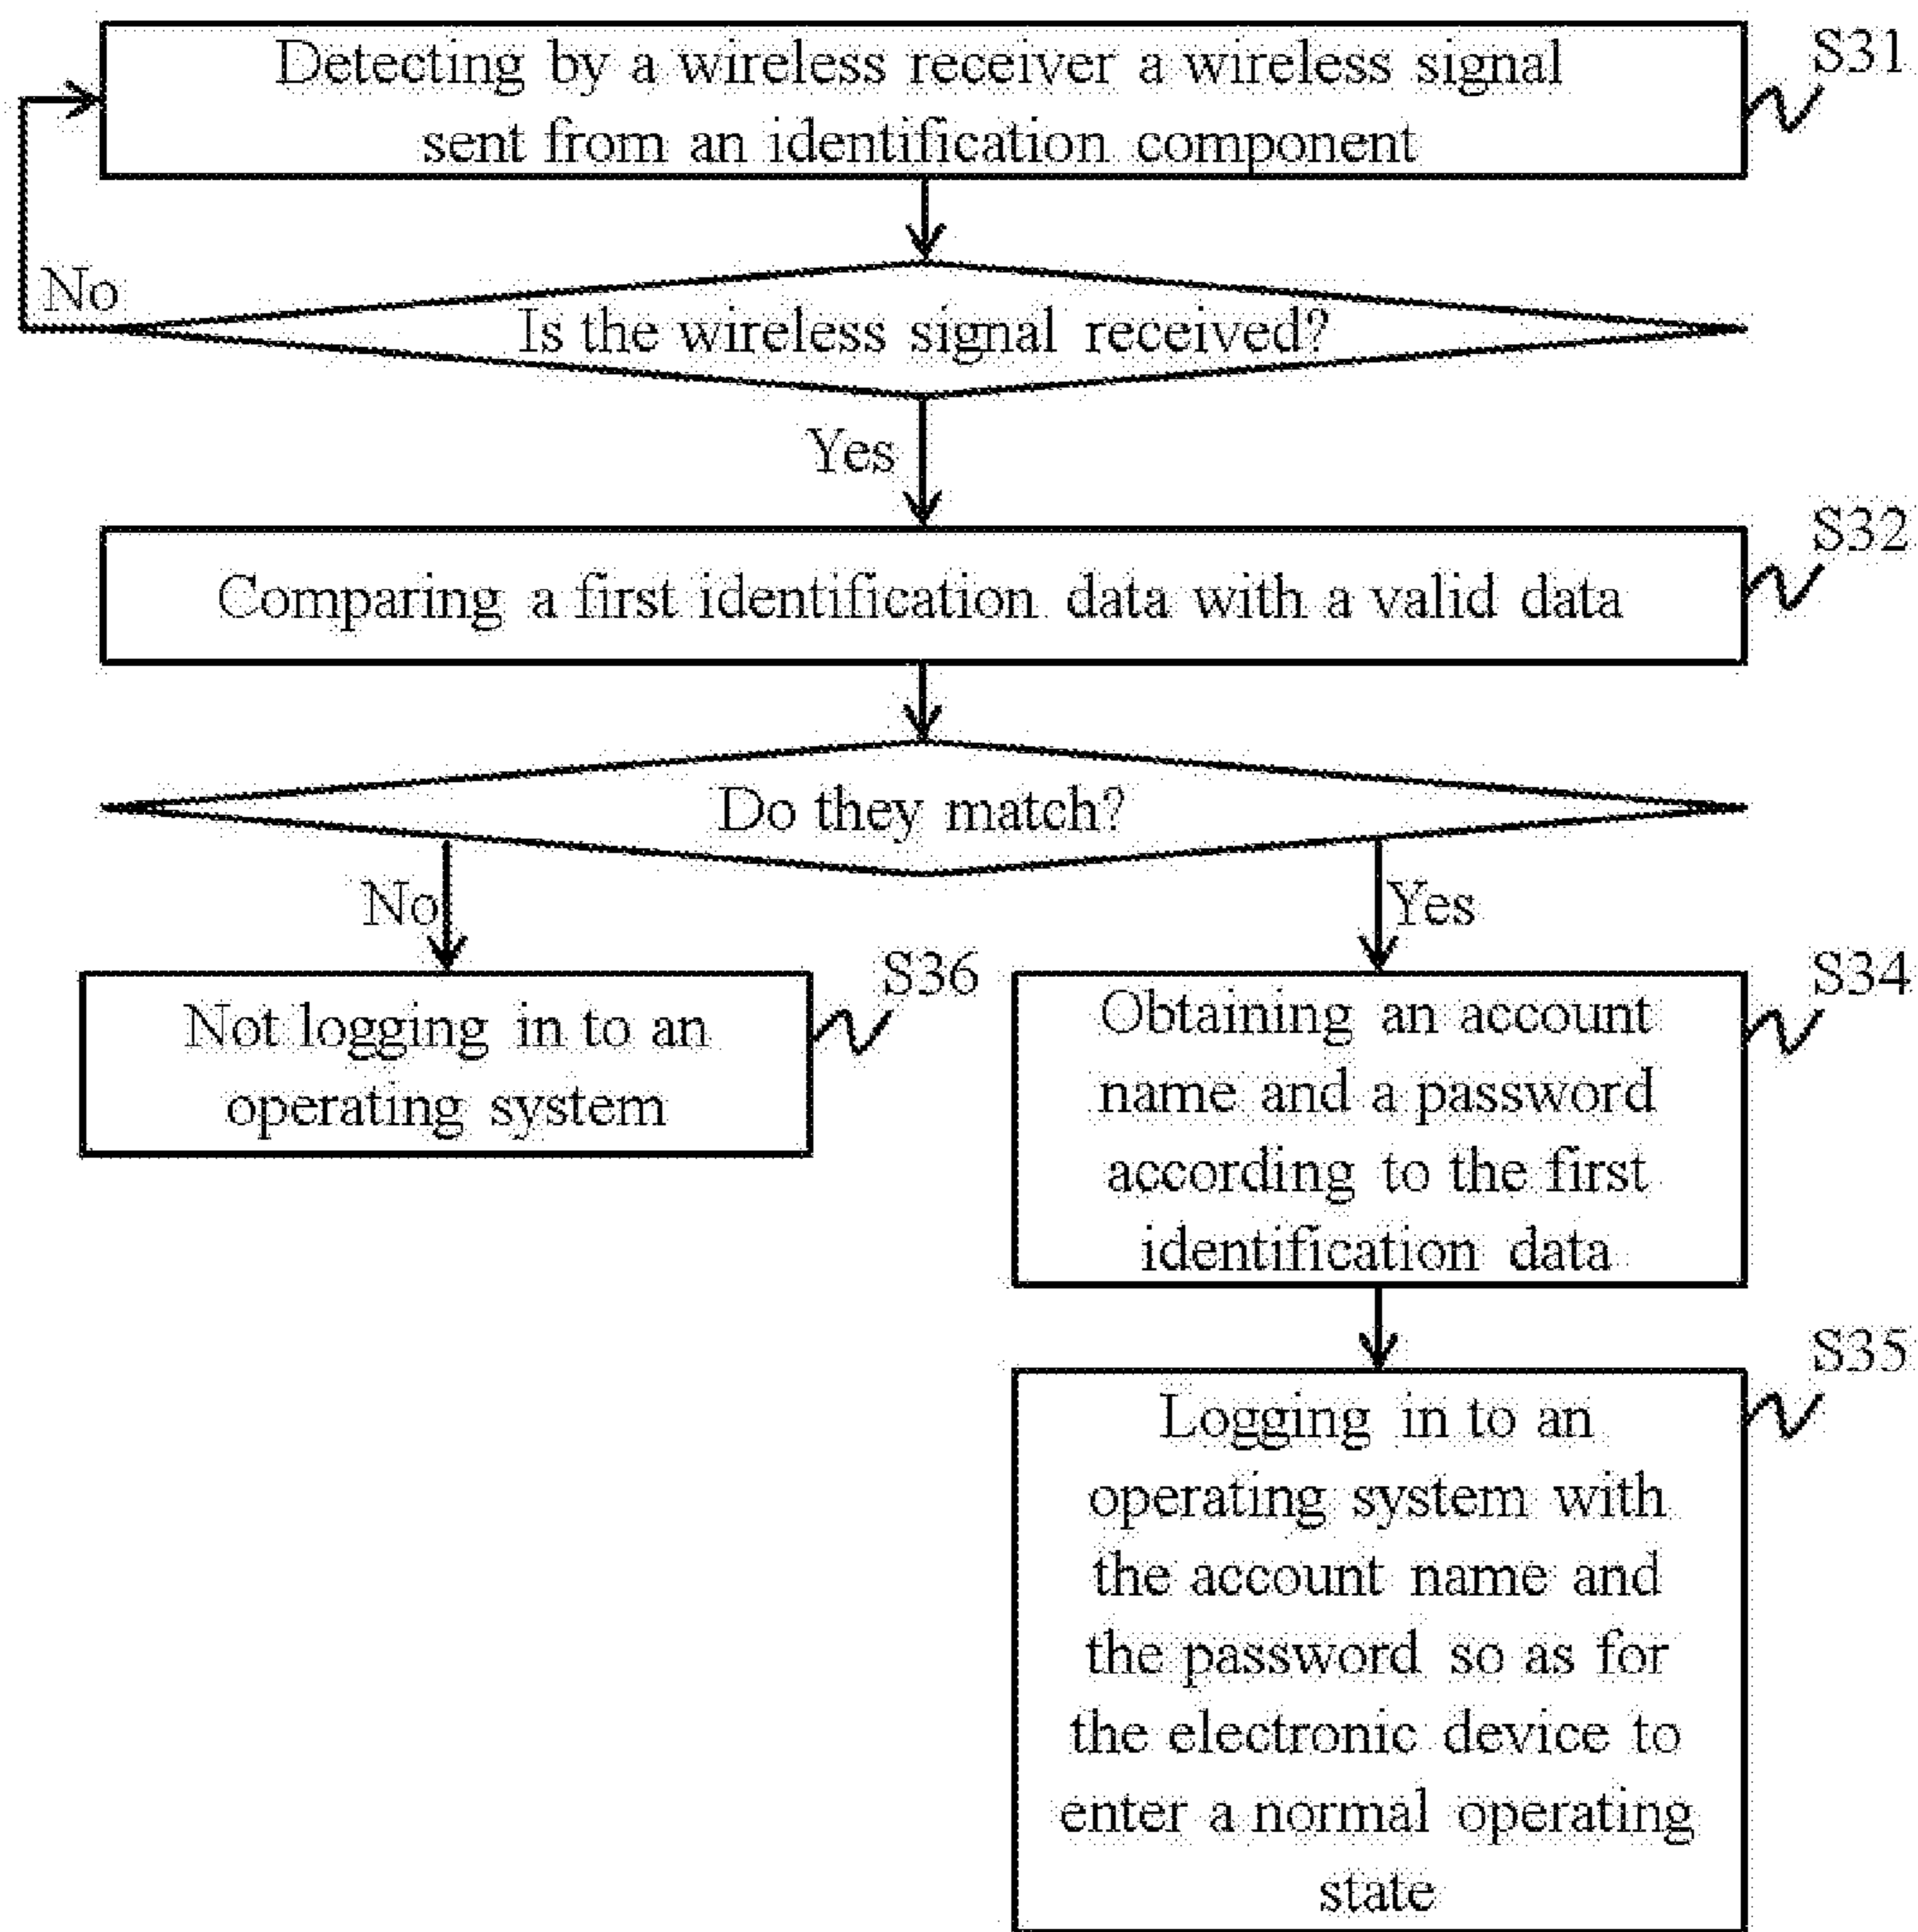 Detecting by a wireless receiver a wireless signal
sent from an identification component
S31
No
Is the wireless signal received?
Yes
S32
Comparing a first identification data with a valid data
Do they match?
No
Yes
S36
Not logging in to an
operating system
S34
Obtaining an account
name and a password
according to the first
identification data
S35
Logging in to an
operating system with
the account name and
the password so as for
the electronic device to
enter a normal operating
state